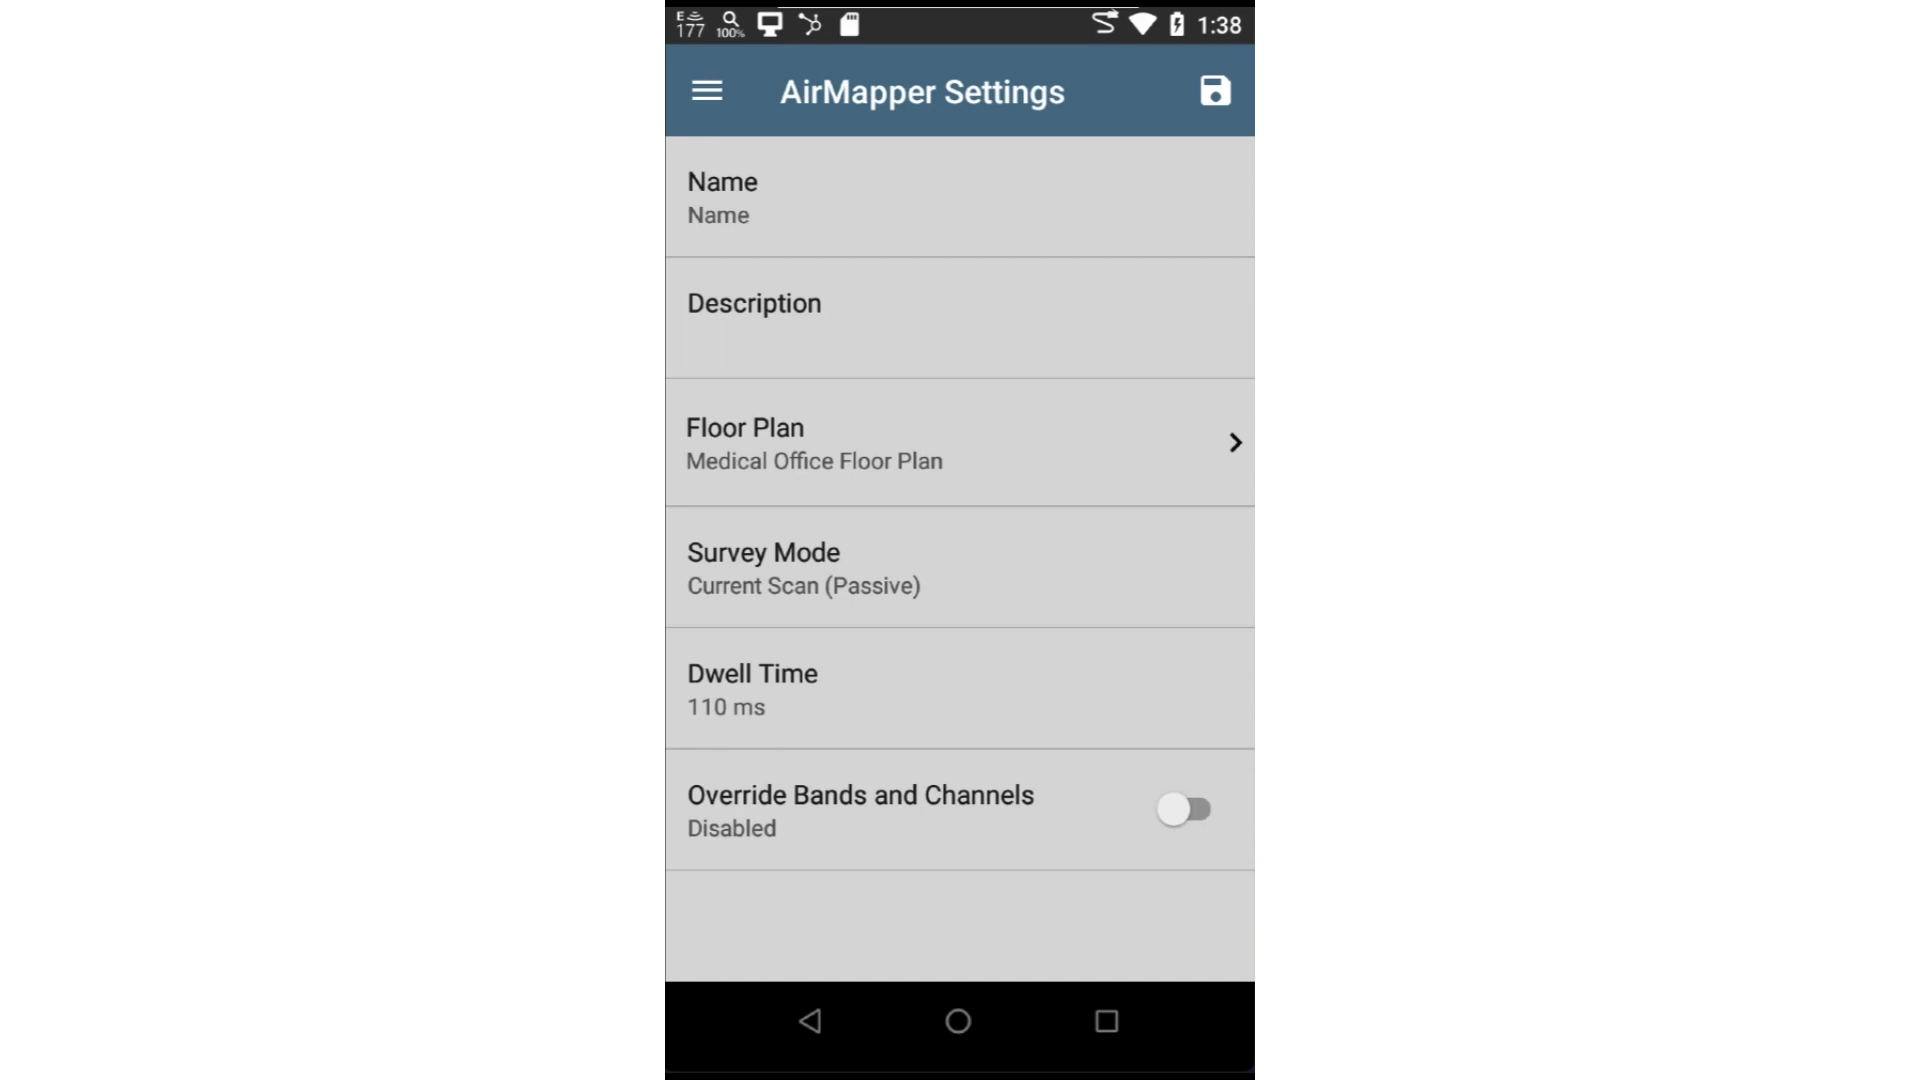 E
177 100% 1:38
AirMapper Settings
Name
Name
Description
Floor Plan
Medical Office Floor Plan
Survey Mode
Current Scan (Passive)
Dwell Time
110 ms
Override Bands and Channels
Disabled